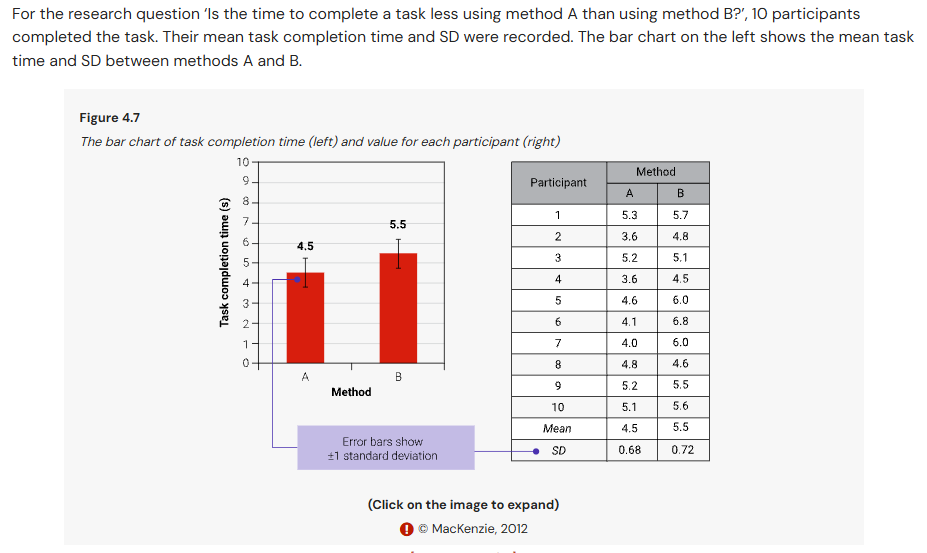 For the research question ‘Is the time to complete a task less using method A than using method B?’, 10 participants
completed the task. Their mean task completion time and SD were recorded. The bar chart on the left shows the mean task
time and SD between methods A and B.
Figure 4.7
The bar chart of task completion time (left) and value for each participant (right)
Task completion time (s)
10
9
8
7
6
5
4
3
2
1
0
4.5
5.5
A B
Method
Error bars show
±1 standard deviation
Participant Method
A B
1 5.3 5.7
2 3.6 4.8
3 5.2 5.1
4 3.6 4.5
5 4.6 6.0
6 4.1 6.8
7 4.0 6.0
8 4.8 4.6
9 5.2 5.5
10 5.1 5.6
Mean 4.5 5.5
SD 0.68 0.72
(Click on the image to expand)
! © MacKenzie, 2012